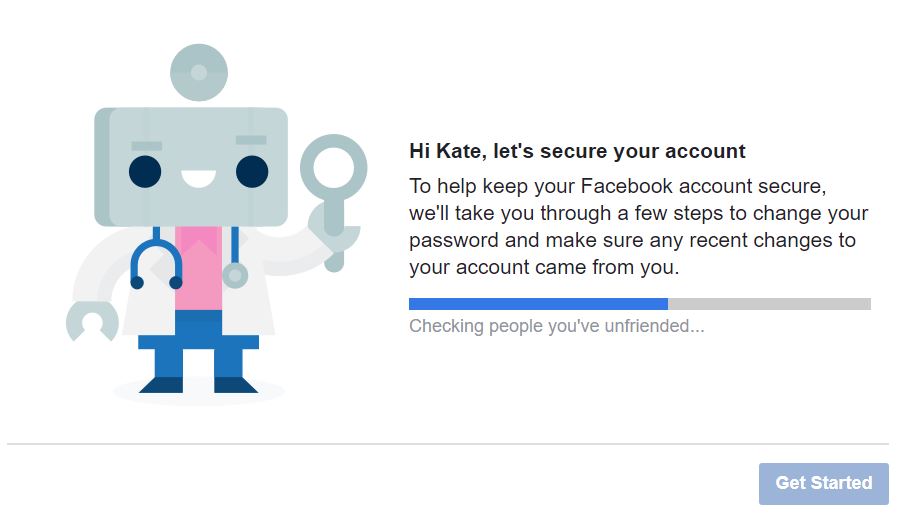 Hi Kate, let's secure your account
To help keep your Facebook account secure,
we'll take you through a few steps to change your
password and make sure any recent changes to
your account came from you.
Checking people you've unfriended...
Get Started